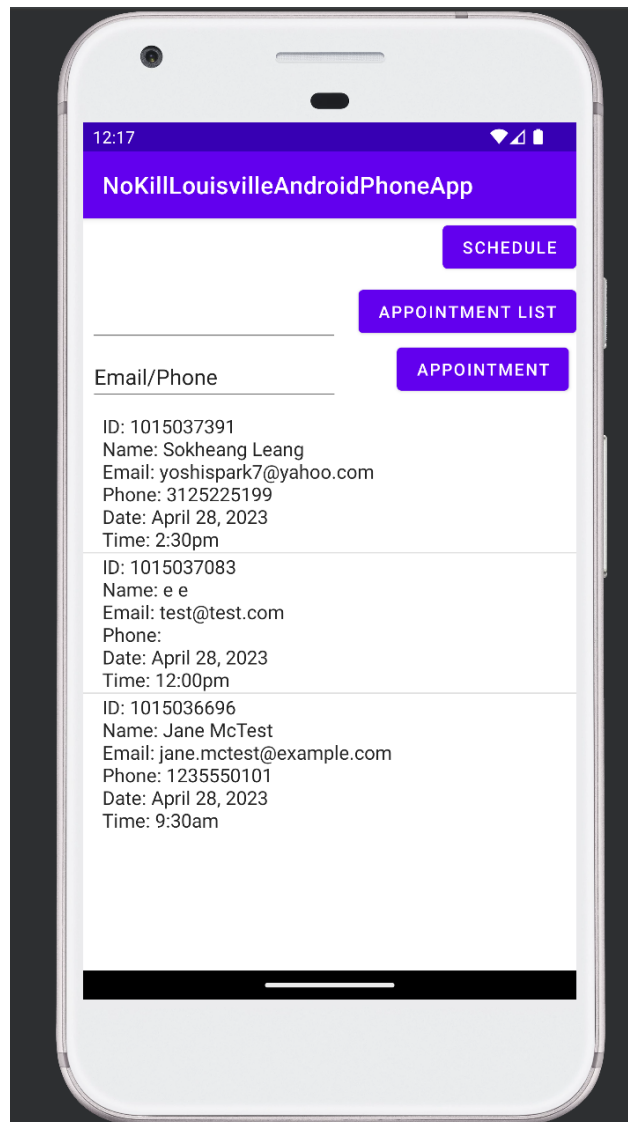 12:17
NoKillLouisvilleAndroidPhoneApp
SCHEDULE
APPOINTMENT LIST
Email/Phone
APPOINTMENT
ID: 1015037391
Name: Sokheang Leang
Email: yoshispark7@yahoo.com
Phone: 3125225199
Date: April 28, 2023
Time: 2:30pm
ID: 1015037083
Name: e e
Email: test@test.com
Phone:
Date: April 28, 2023
Time: 12:00pm
ID: 1015036696
Name: Jane McTest
Email: jane.mctest@example.com
Phone: 1235550101
Date: April 28, 2023
Time: 9:30am